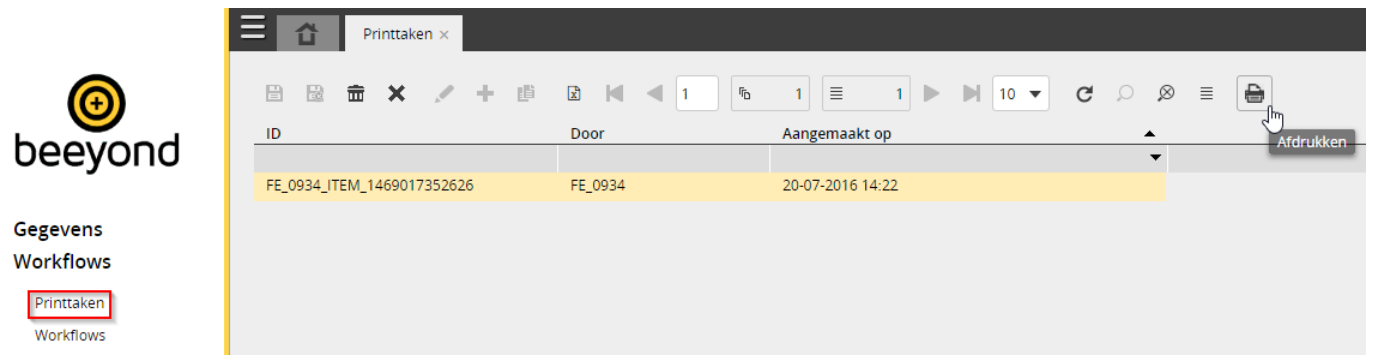 Printtaken ×
1 1 1 10
Afdrukken
ID Door Aangemaakt op
FE_0934_ITEM_1469017352626 FE_0934 20-07-2016 14:22
beeyond
Gegevens
Workflows
Printtaken
Workflows